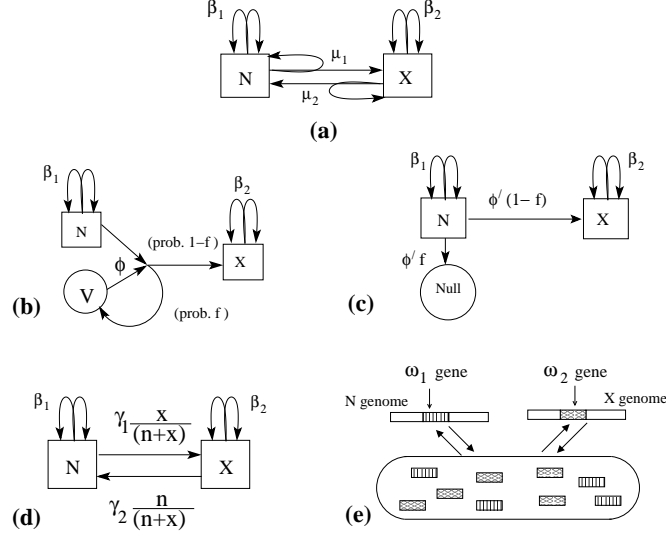 β₁
β₂
N
μ₁
X
μ₂
(a)
β₁
N
β₂
(prob. 1−f)
X
ϕ
V
(prob. f )
(b)
β₁
β₂
N
ϕ′ (1− f)
X
ϕ′ f
Null
(c)
β₁
β₂
γ₁ x/(n+x)
N
X
γ₂ n/(n+x)
(d)
ω₁ gene
ω₂ gene
N genome
X genome
(e)